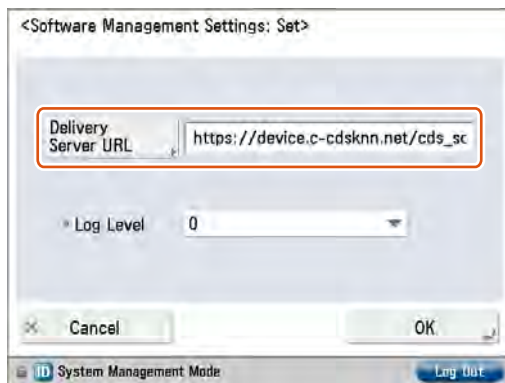 <Software Management Settings: Set>
Delivery
Server URL
https://device.c-cdsknn.net/cds_sc
Log Level
0
Cancel
OK
ID System Management Mode
Log Out